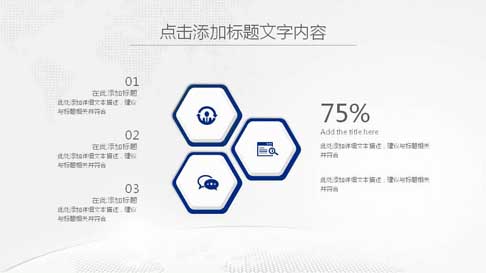 点击添加标题文字内容
01
在此添加标题
此处添加详细文本描述，建议
与标题相关并符合
02
在此添加标题
此处添加详细文本描述，建议
与标题相关并符合
03
在此添加标题
此处添加详细文本描述，建议
与标题相关并符合
75%
Add the title here
此处添加详细文本描述，建议与标题相关
并符合
此处添加详细文本描述，建议与标题相关
并符合